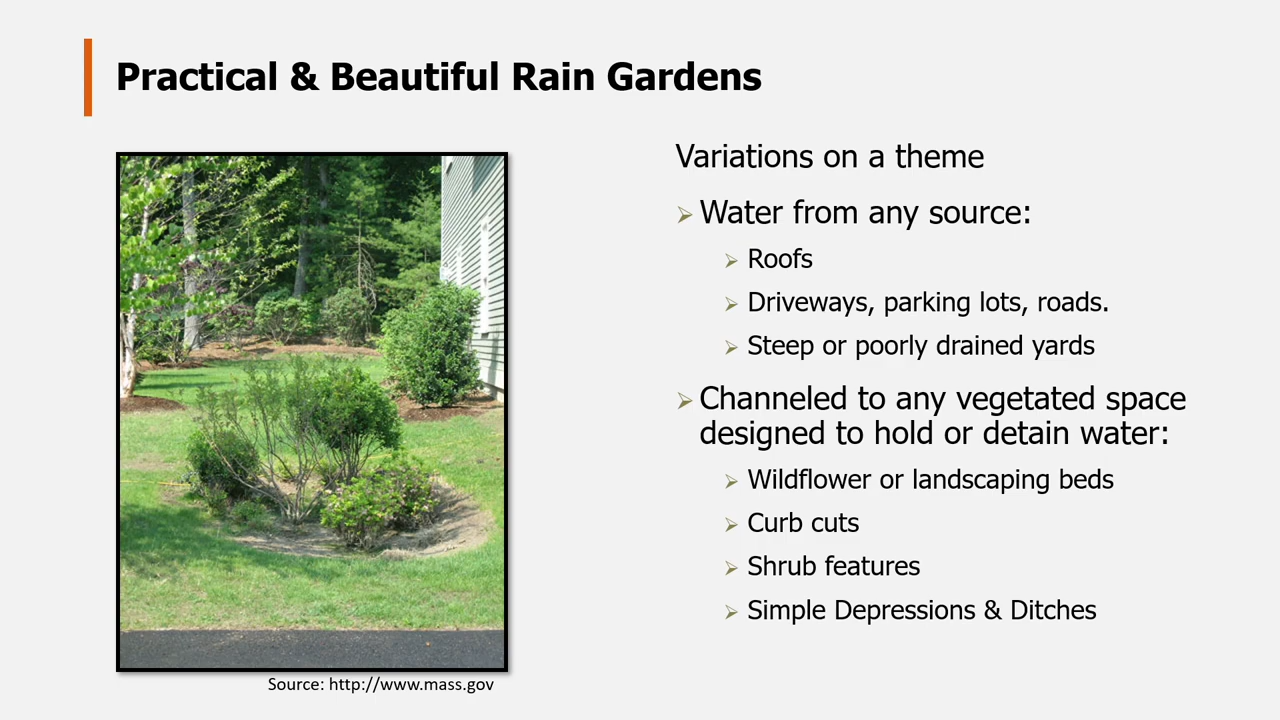 Practical & Beautiful Rain Gardens
Variations on a theme
Water from any source:
Roofs
Driveways, parking lots, roads.
Steep or poorly drained yards
Channeled to any vegetated space
designed to hold or detain water:
Wildflower or landscaping beds
Curb cuts
Shrub features
Simple Depressions & Ditches
Source: http://www.mass.gov